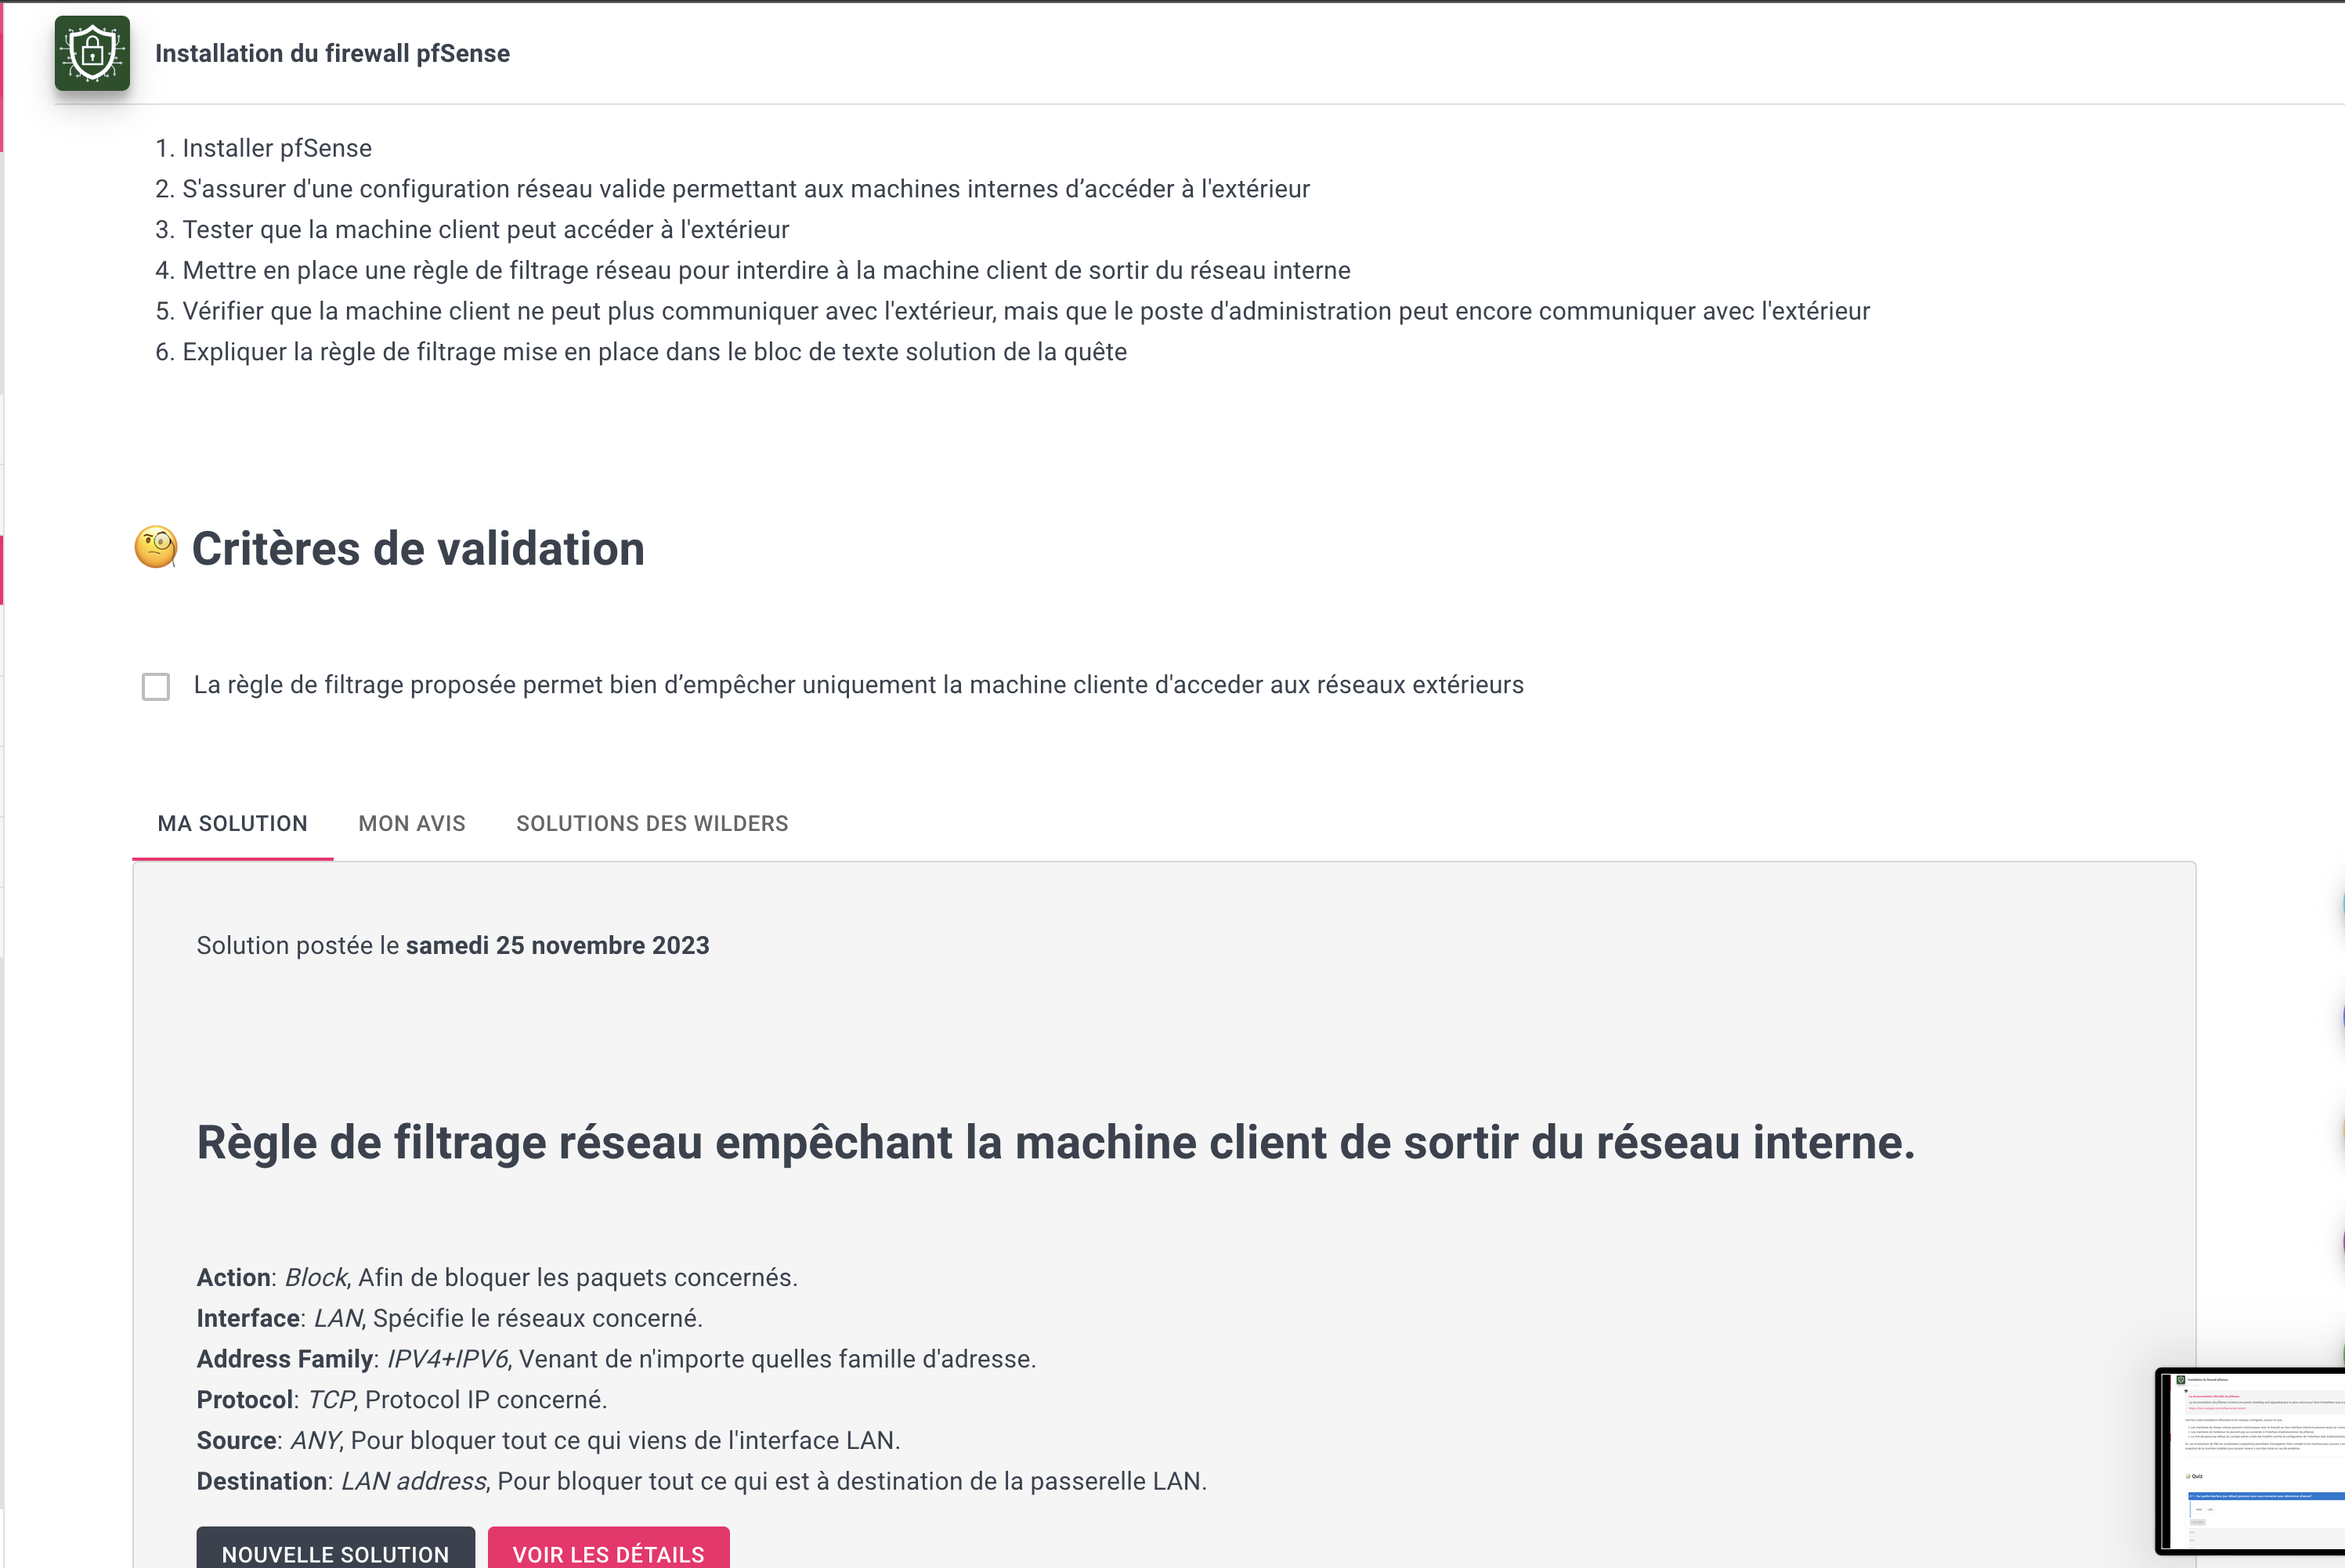 Installation du firewall pfSense
1. Installer pfSense
2. S'assurer d'une configuration réseau valide permettant aux machines internes d’accéder à l'extérieur
3. Tester que la machine client peut accéder à l'extérieur
4. Mettre en place une règle de filtrage réseau pour interdire à la machine client de sortir du réseau interne
5. Vérifier que la machine client ne peut plus communiquer avec l'extérieur, mais que le poste d'administration peut encore communiquer avec l'extérieur
6. Expliquer la règle de filtrage mise en place dans le bloc de texte solution de la quête
Critères de validation
La règle de filtrage proposée permet bien d’empêcher uniquement la machine cliente d'acceder aux réseaux extérieurs
MA SOLUTION MON AVIS SOLUTIONS DES WILDERS
Solution postée le samedi 25 novembre 2023
Règle de filtrage réseau empêchant la machine client de sortir du réseau interne.
Action: Block, Afin de bloquer les paquets concernés.
Interface: LAN, Spécifie le réseaux concerné.
Address Family: IPV4+IPV6, Venant de n'importe quelles famille d'adresse.
Protocol: TCP, Protocol IP concerné.
Source: ANY, Pour bloquer tout ce qui viens de l'interface LAN.
Destination: LAN address, Pour bloquer tout ce qui est à destination de la passerelle LAN.
NOUVELLE SOLUTION VOIR LES DÉTAILS
Installation du firewall pfSense
Quiz